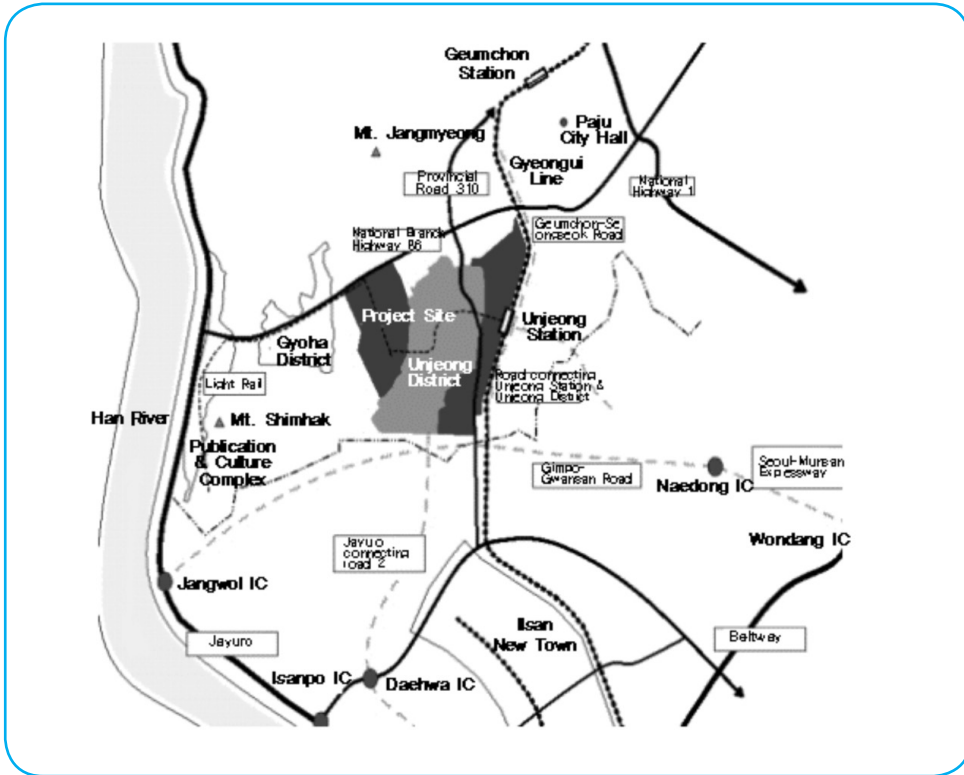 Geumchon
Station
Mt. Jangmyeong
Paju
City Hall
Gyeongui
Line
Provincial
Road 310
National
Highway 1
National Branch
Highway 86
Geumchon-Se
ongseok Road
Project Site
Unjeong
Station
Gyoha
District
Unjeong
District
Road connecting
Unjeong Station &
Unjeong District
Light Rail
Han River
Mt. Shimhak
Publication
& Culture
Complex
Gimpo-
Gwansan Road
Seoul-Munsan
Expressway
Naedong IC
Wondang IC
Jayuo
connecting
road 2
Jangwol IC
Jayuro
Ilsan
New Town
Beltway
Isanpo IC
Daehwa IC